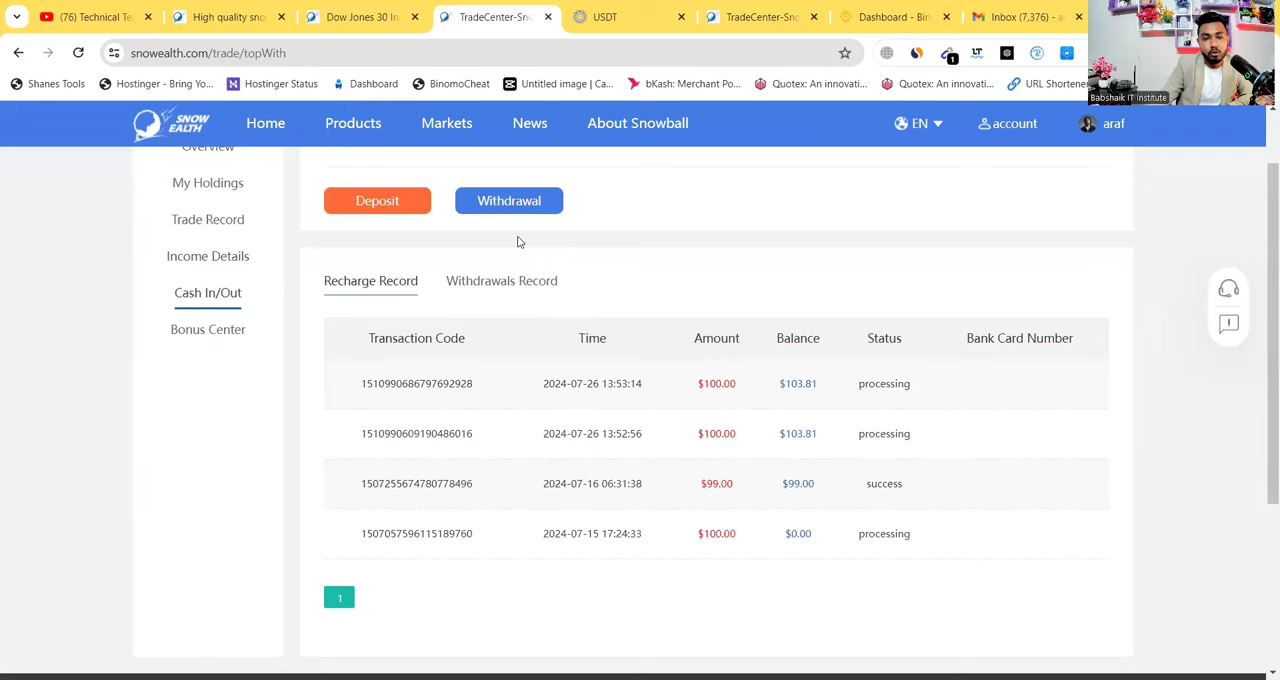 (76) Technical Te
High quality sno
Dow Jones 30 In
TradeCenter-Sn
USDT
TradeCenter-Sno
Dashboard - Bin
Inbox (7,376) - a
snowealth.com/trade/topWith
Shanes Tools
Hostinger - Bring Yo...
Hostinger Status
Dashboard
BinomoCheat
Untitled image | Ca...
bKash: Merchant Po...
Quotex: An innovati...
Quotex: An innovati...
URL Shortene
Babshaik IT Institute
SNOW
EALTH
Home
Products
Markets
News
About Snowball
EN
account
araf
Overview
My Holdings
Trade Record
Income Details
Cash In/Out
Bonus Center
Deposit
Withdrawal
Recharge Record
Withdrawals Record
Transaction Code Time Amount Balance Status Bank Card Number
1510990686797692928 2024-07-26 13:53:14 $100.00 $103.81 processing
1510990609190486016 2024-07-26 13:52:56 $100.00 $103.81 processing
1507255674780778496 2024-07-16 06:31:38 $99.00 $99.00 success
1507057596115189760 2024-07-15 17:24:33 $100.00 $0.00 processing
1